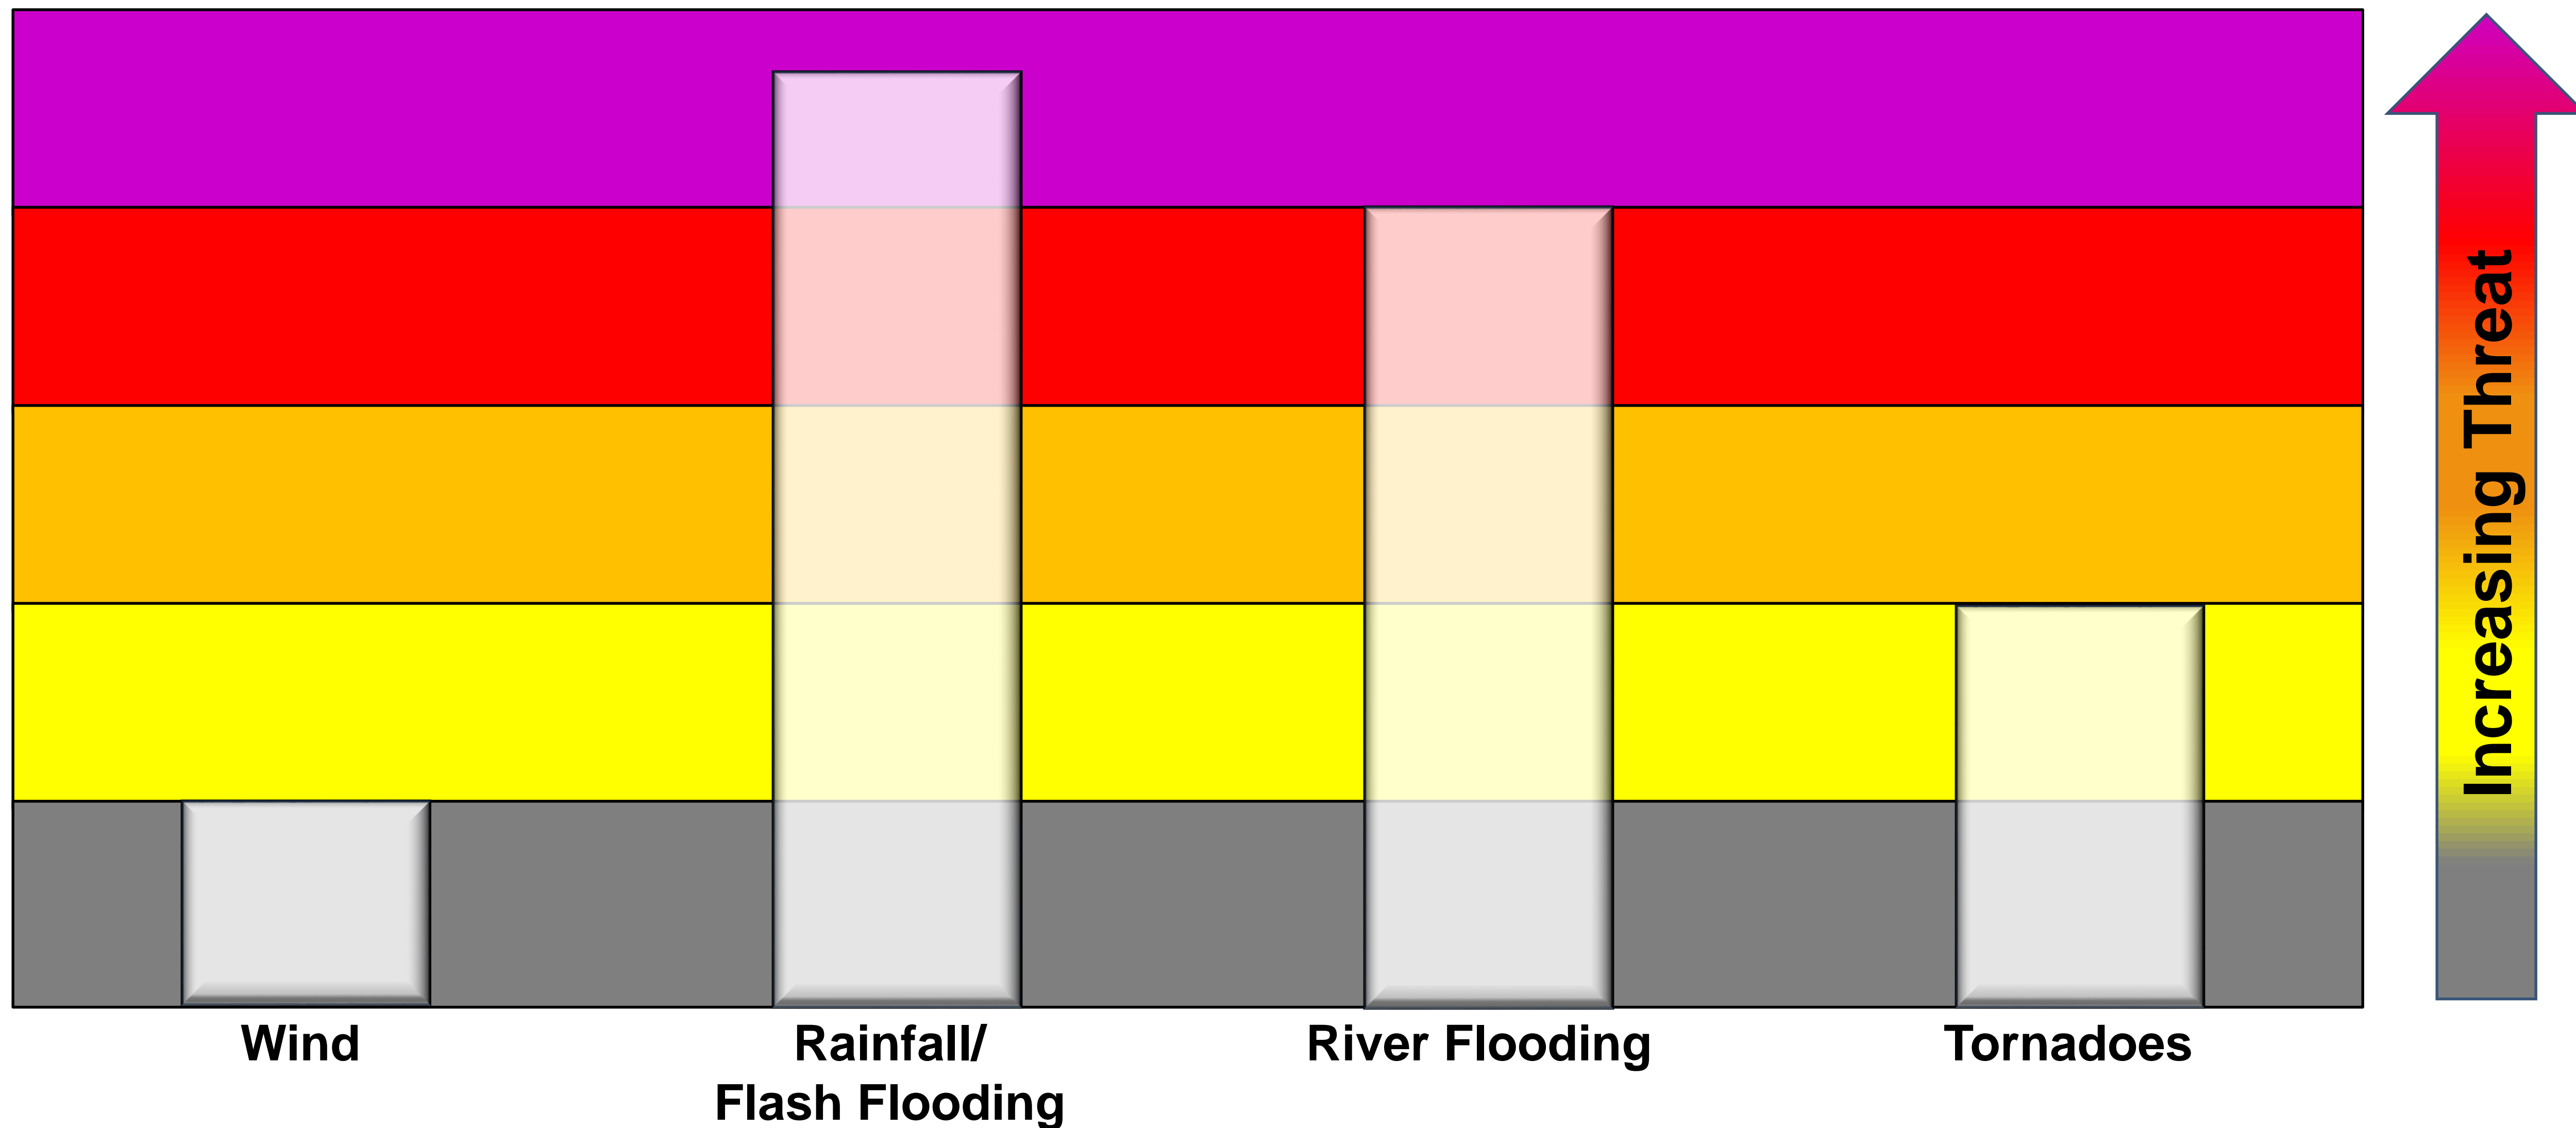 Increasing Threat
Wind
Rainfall/
Flash Flooding
River Flooding
Tornadoes